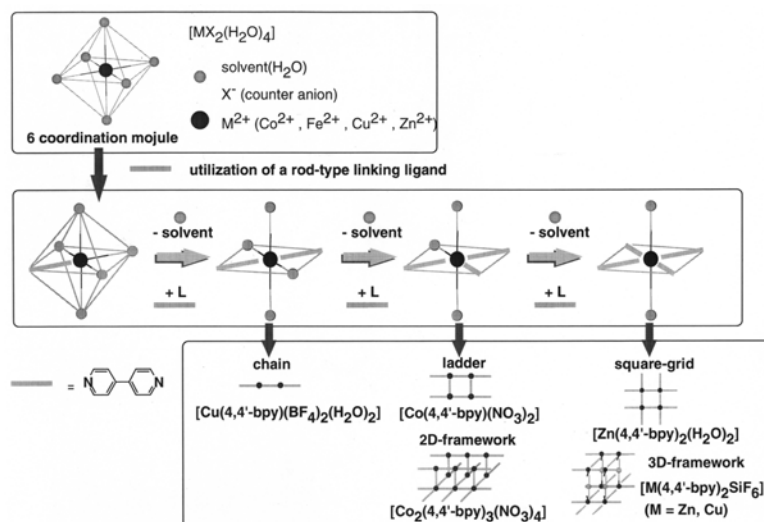 [MX2(H2O)4]
solvent(H2O)
X- (counter anion)
M2+ (Co2+ , Fe2+ , Cu2+ , Zn2+)
6 coordination mojule
utilization of a rod-type linking ligand
- solvent
- solvent
- solvent
+ L
+ L
+ L
chain
ladder
square-grid
= N N
[Cu(4,4'-bpy)(BF4)2(H2O)2]
[Co(4,4'-bpy)(NO3)2]
[Zn(4,4'-bpy)2(H2O)2]
2D-framework
3D-framework
[Co2(4,4'-bpy)3(NO3)4]
[M(4,4'-bpy)2SiF6]
(M = Zn, Cu)